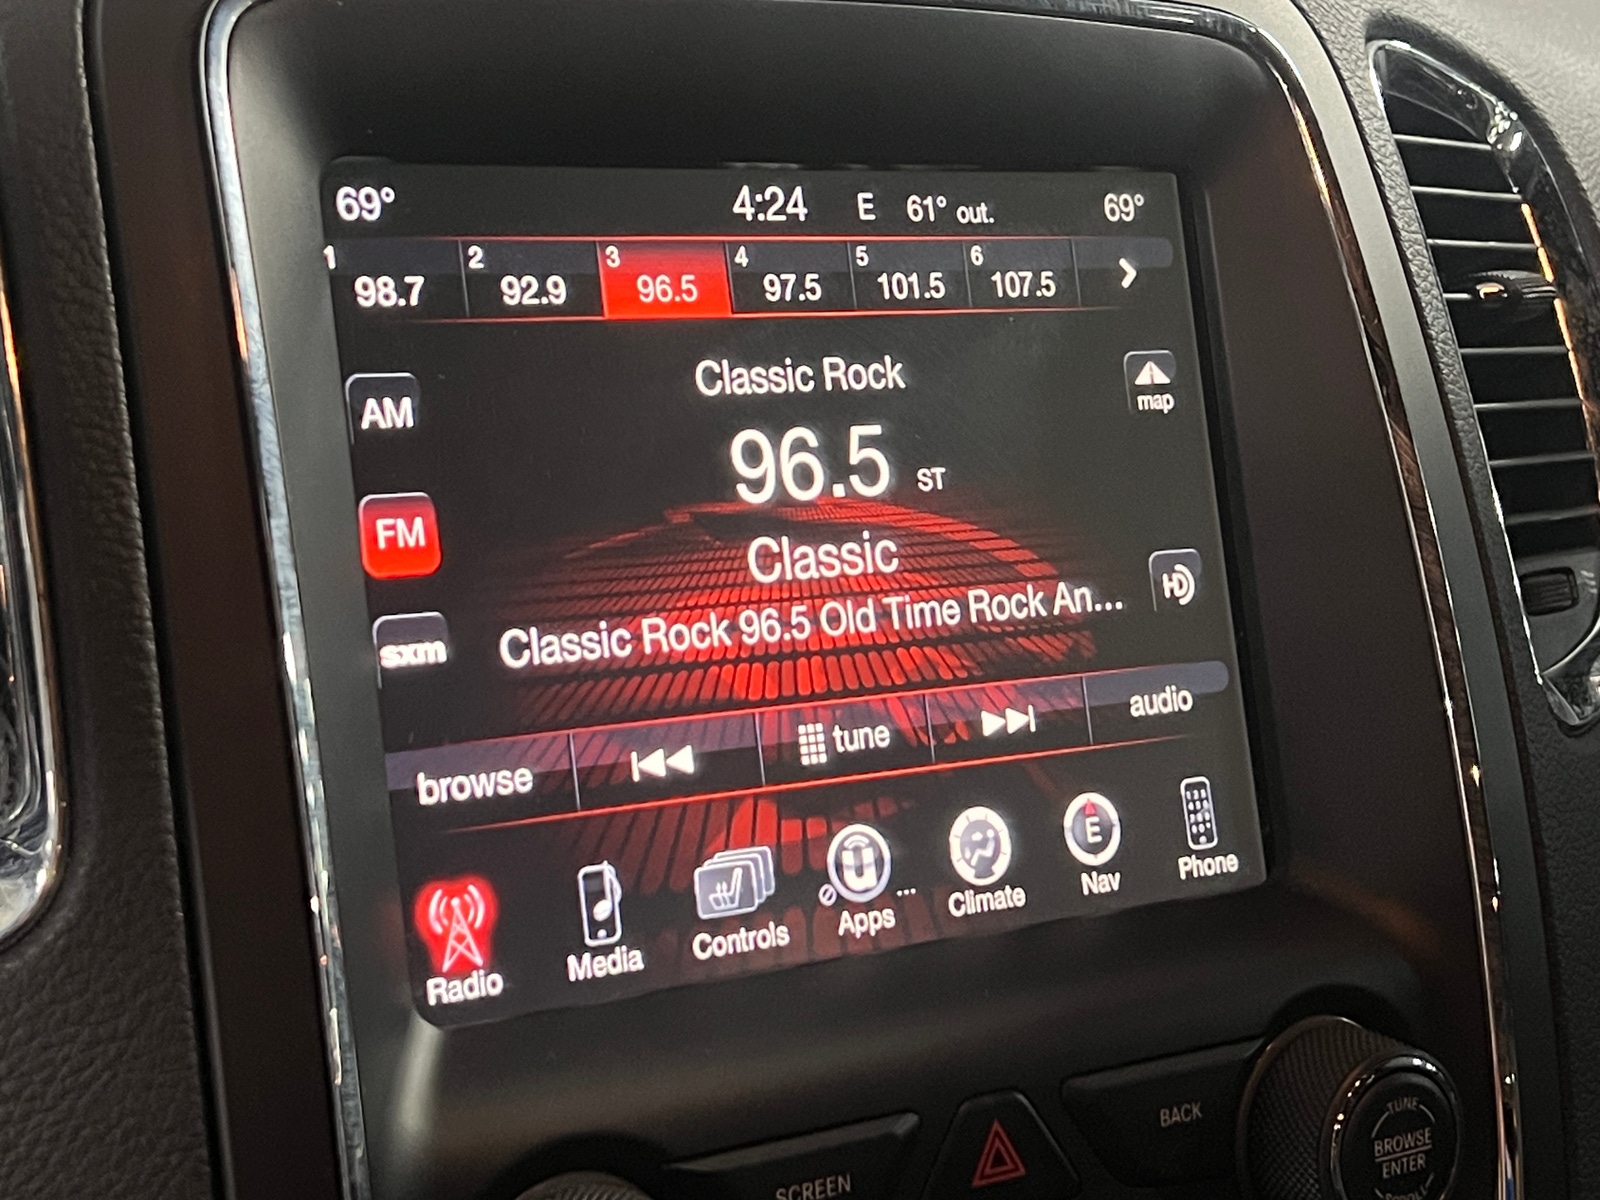 69° 4:24 E 61° out. 69°
1 2 3 4 5 6
98.7 92.9 96.5 97.5 101.5 107.5
Classic Rock
map
AM
96.5 ST
FM
Classic
HD
Classic Rock 96.5 Old Time Rock An...
sxm
browse tune audio
Radio Media Controls Apps ... Climate Nav Phone
E
BACK
SCREEN
TUNE
BROWSE
ENTER